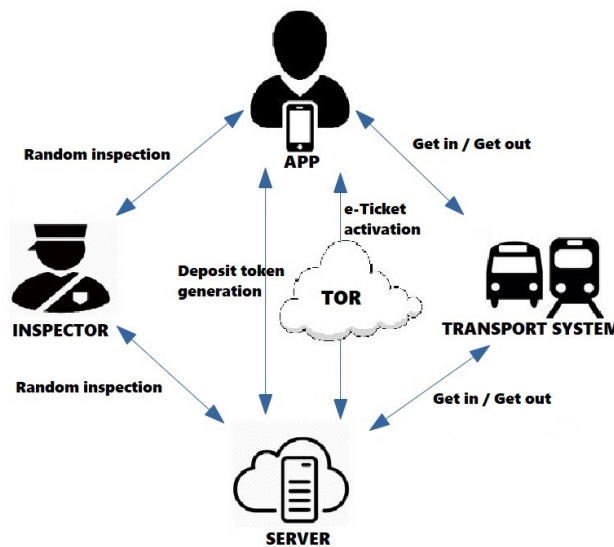 APP
Random inspection
Get in / Get out
e-Ticket
activation
Deposit token
generation
TOR
INSPECTOR
TRANSPORT SYSTEM
Random inspection
Get in / Get out
SERVER